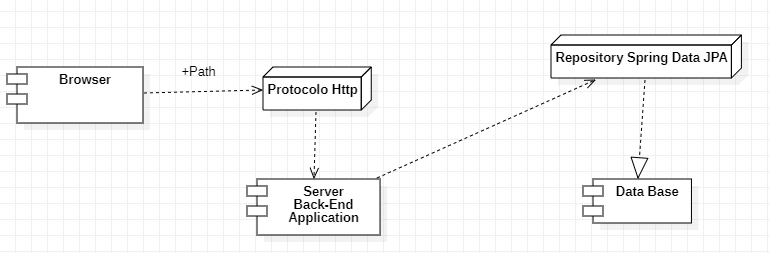 Browser
+Path
Protocolo Http
Server
Back-End
Application
Repository Spring Data JPA
Data Base